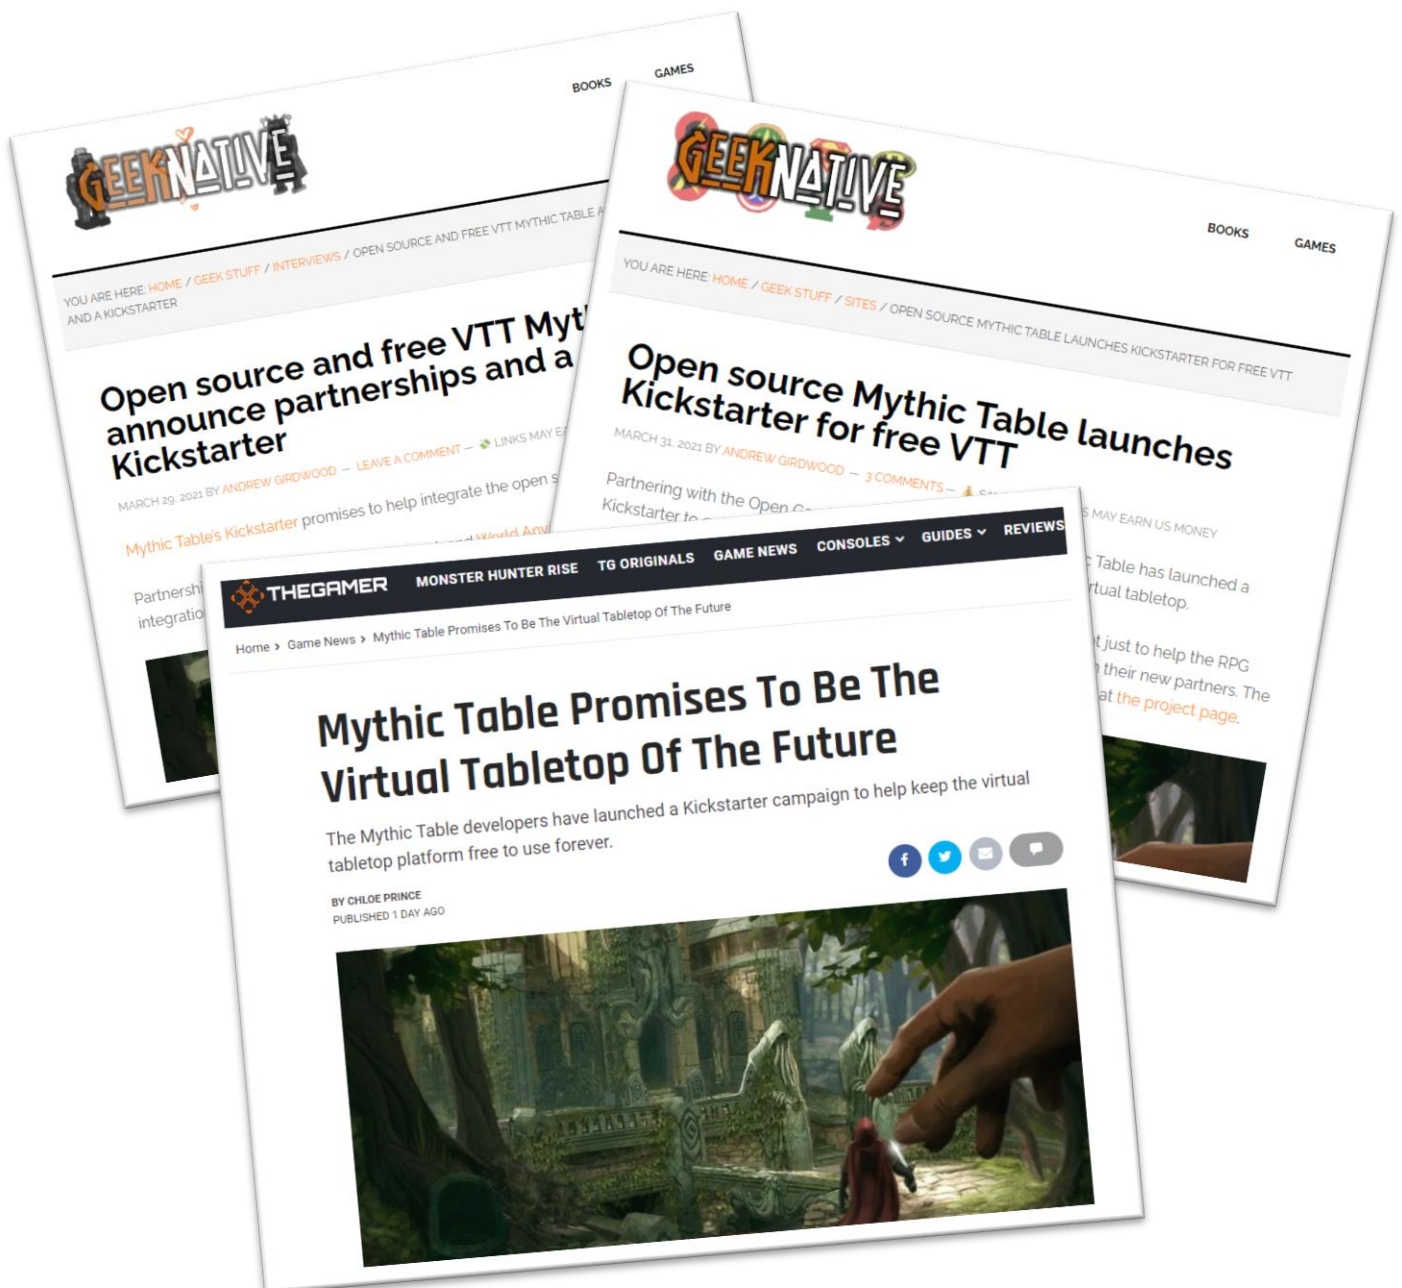 GEEKNATIVE
BOOKS GAMES
YOU ARE HERE: HOME / GEEK STUFF / INTERVIEWS / OPEN SOURCE AND FREE VTT MYTHIC TABLE A
AND A KICKSTARTER
Open source and free VTT Myt
announce partnerships and a
Kickstarter
MARCH 29, 2021 BY ANDREW GIRDWOOD — LEAVE A COMMENT — LINKS MAY EA
Mythic Table's Kickstarter promises to help integrate the open s
World Anvi
Partnershi
integratio
GEEKNATIVE
BOOKS GAMES
YOU ARE HERE: HOME / GEEK STUFF / SITES / OPEN SOURCE MYTHIC TABLE LAUNCHES KICKSTARTER FOR FREE VTT
Open source Mythic Table launches
Kickstarter for free VTT
MARCH 31, 2021 BY ANDREW GIRDWOOD — 3 COMMENTS — S MAY EARN US MONEY
Partnering with the Open Table has launched a
Kickstarter to rtual tabletop.
t just to help the RPG
their new partners. The
at the project page.
THEGAMER MONSTER HUNTER RISE TG ORIGINALS GAME NEWS CONSOLES GUIDES REVIEWS
Home > Game News > Mythic Table Promises To Be The Virtual Tabletop Of The Future
Mythic Table Promises To Be The
Virtual Tabletop Of The Future
The Mythic Table developers have launched a Kickstarter campaign to help keep the virtual
tabletop platform free to use forever.
BY CHLOE PRINCE
PUBLISHED 1 DAY AGO